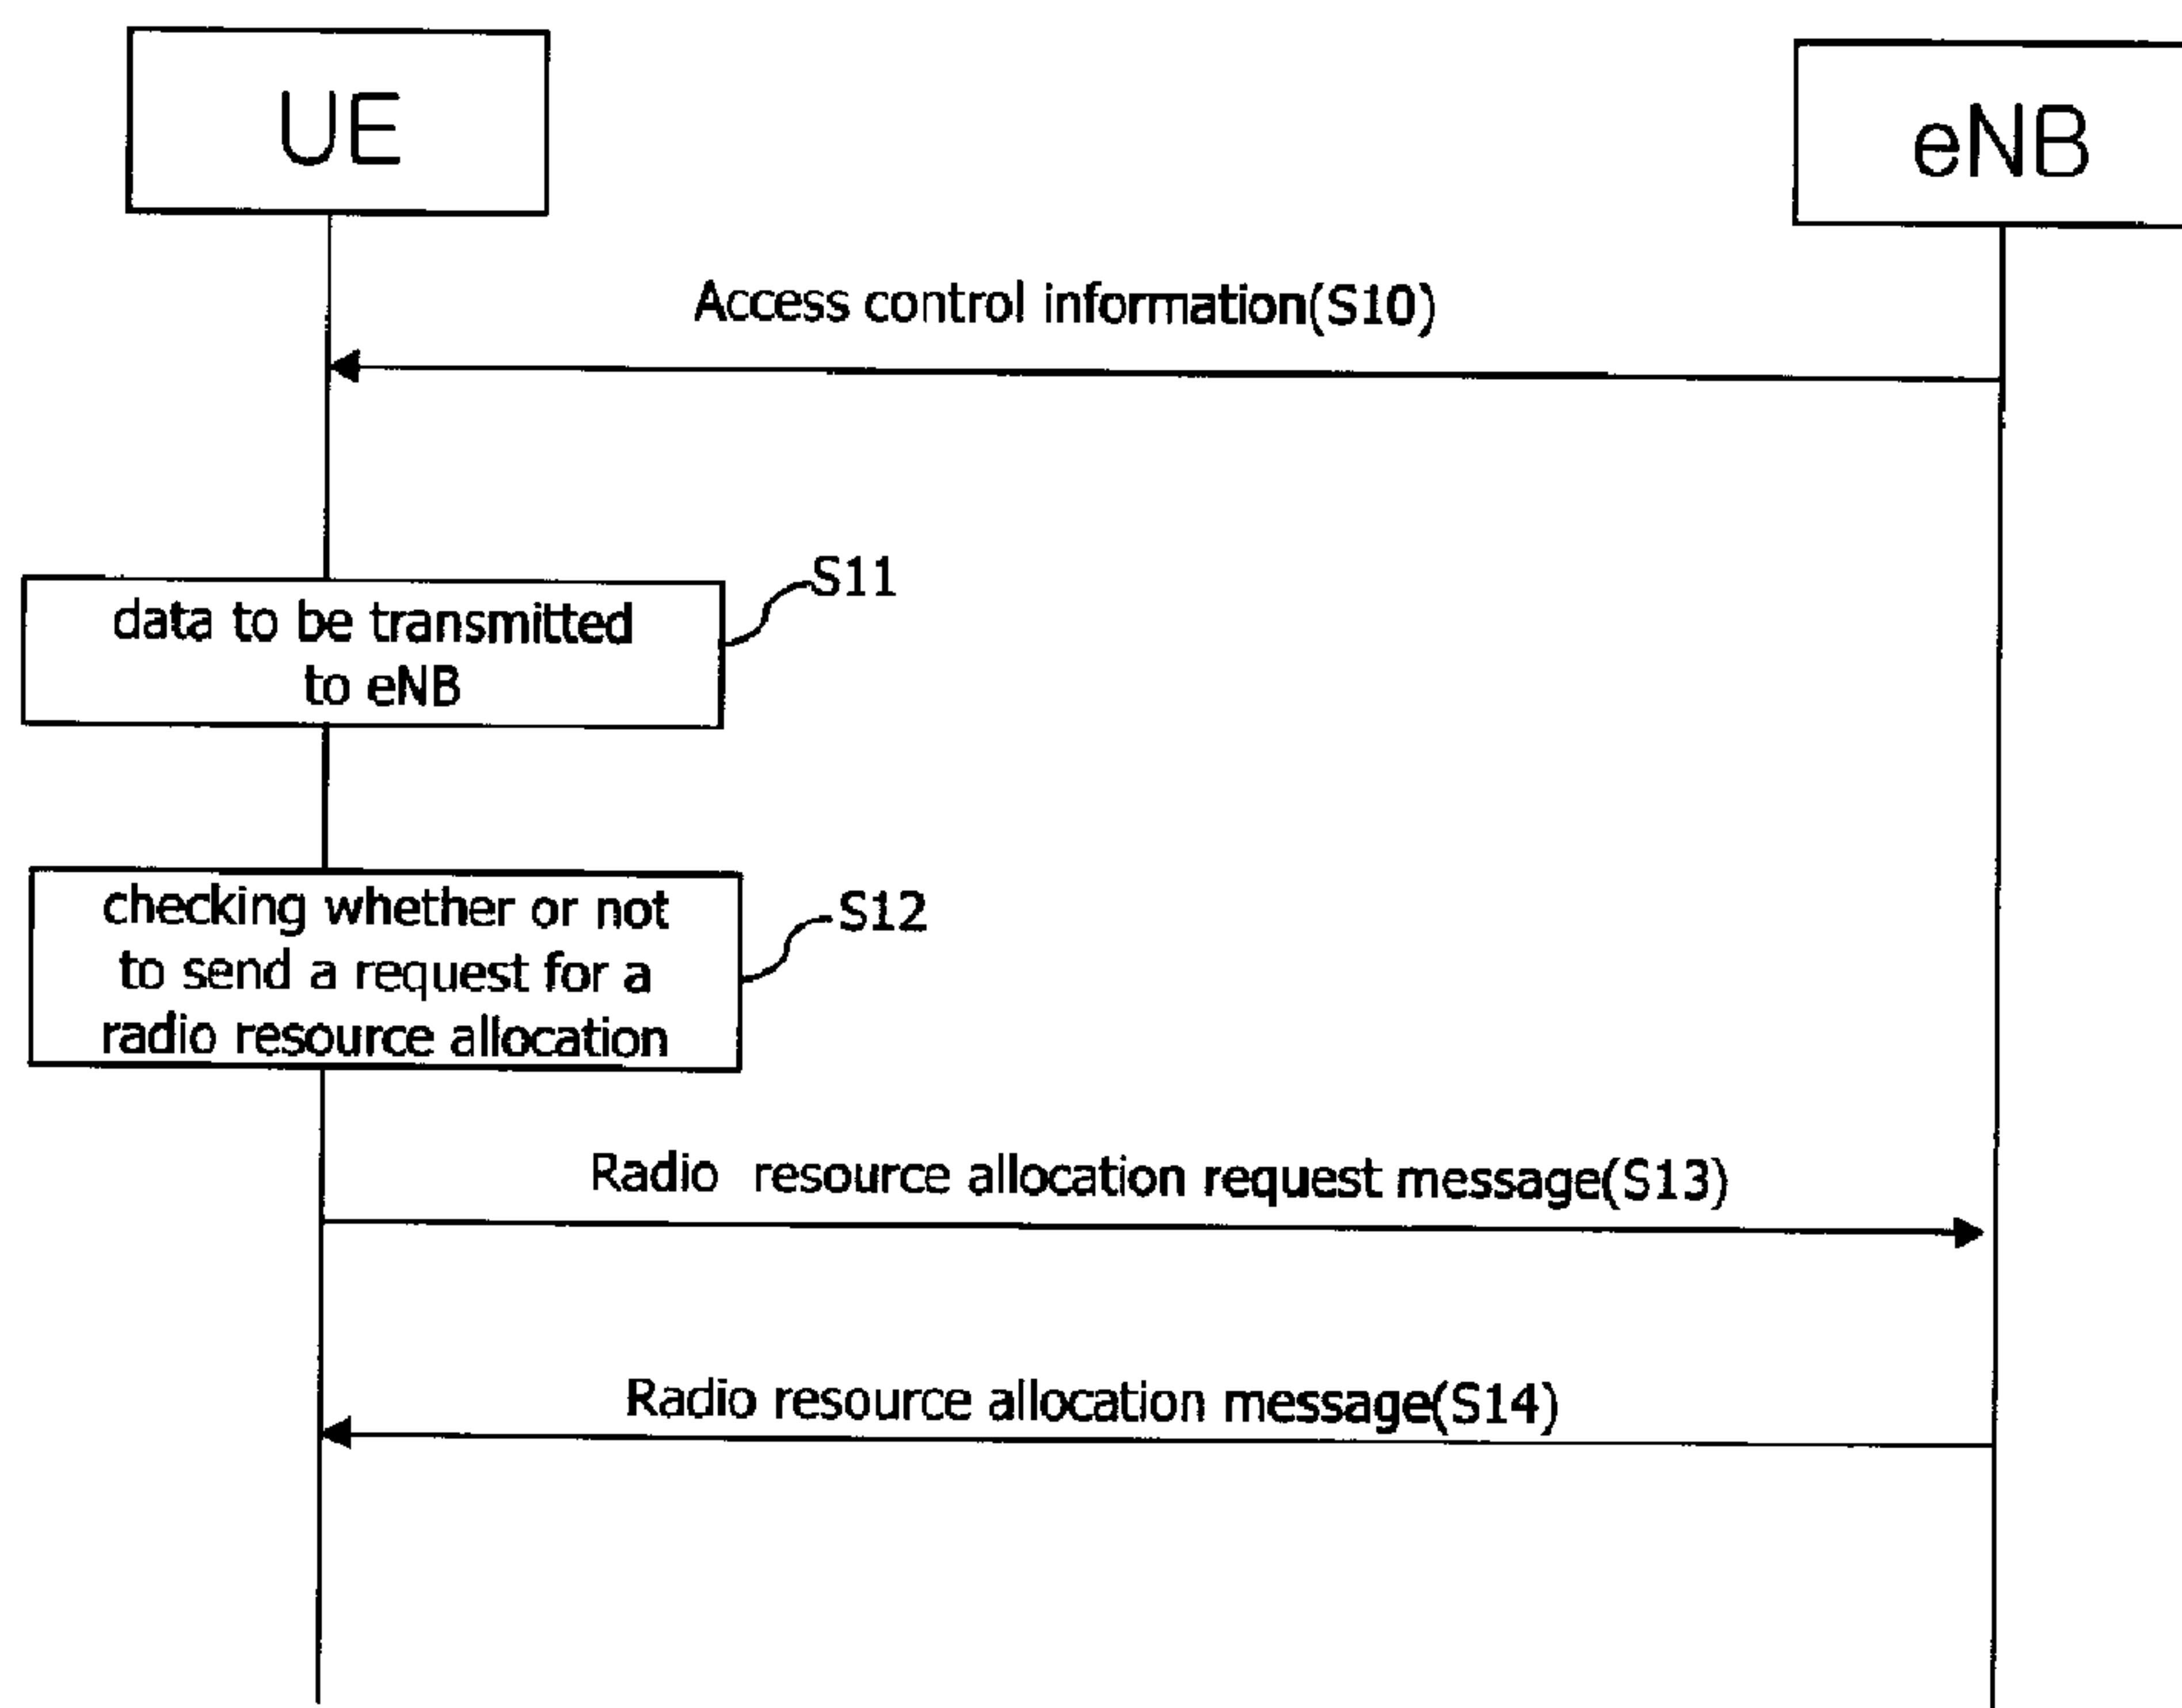 UE
eNB
Access control information(S10)
S11
data to be transmitted
to eNB
S12
checking whether or not
to send a request for a
radio resource allocation
Radio resource allocation request message(S13)
Radio resource allocation message(S14)